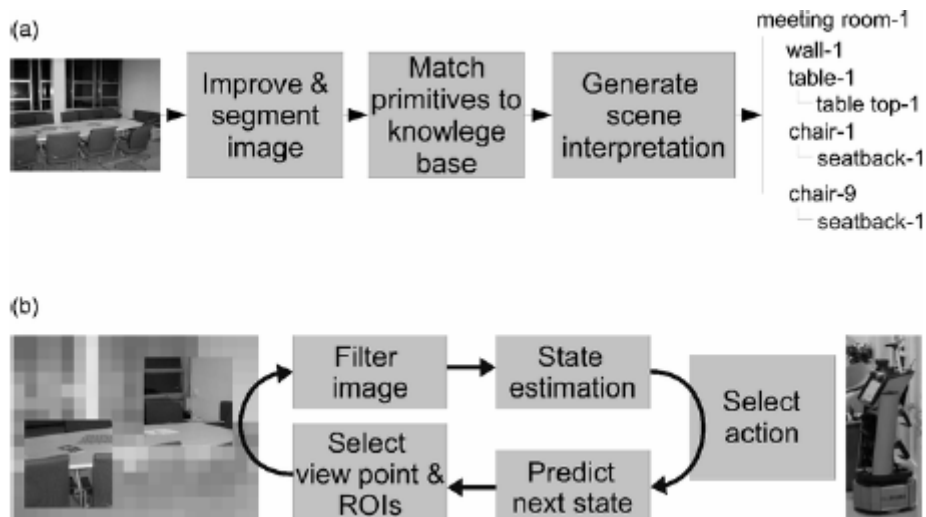 (a)
Improve &
segment
image
Match
primitives to
knowlege
base
Generate
scene
interpretation
meeting room-1
wall-1
table-1
table top-1
chair-1
seatback-1
chair-9
seatback-1
(b)
Filter
image
State
estimation
Select
action
Select
view point &
ROIs
Predict
next state